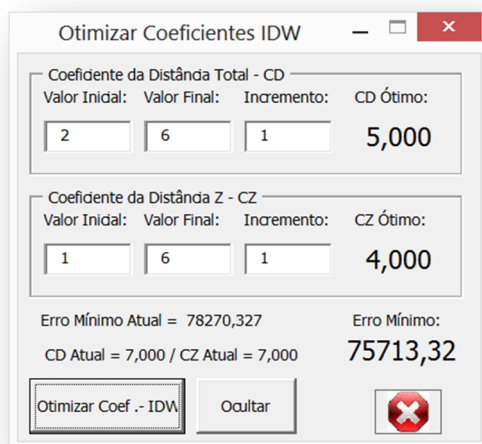 Otimizar Coeficientes IDW
Coeficiente da Distância Total - CD
Valor Inicial: Valor Final: Incremento: CD Ótimo:
2 6 1 5,000
Coeficiente da Distância Z - CZ
Valor Inicial: Valor Final: Incremento: CZ Ótimo:
1 6 1 4,000
Erro Mínimo Atual = 78270,327 Erro Mínimo:
CD Atual = 7,000 / CZ Atual = 7,000 75713,32
Otimizar Coef .- IDW Ocultar